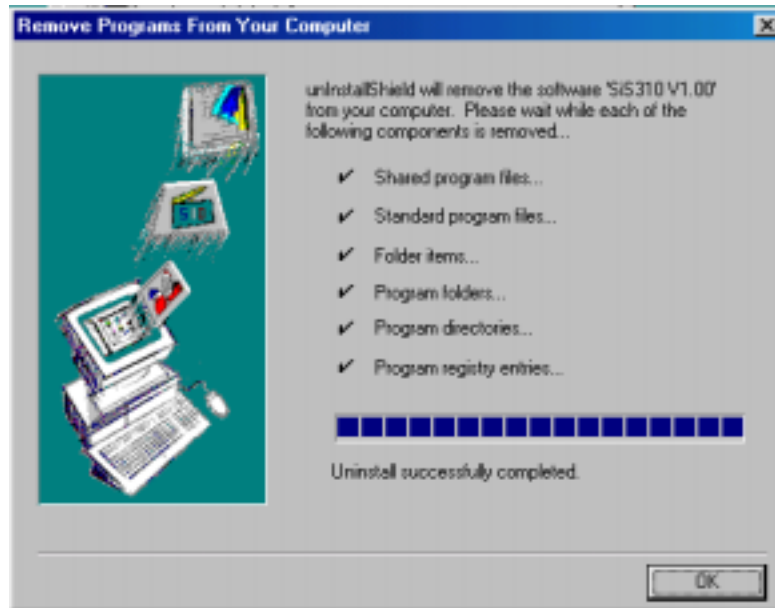 Remove Programs From Your Computer
unInstallShield will remove the software 'SiS310 V1.00'
from your computer. Please wait while each of the
following components is removed...
✔ Shared program files...
✔ Standard program files...
✔ Folder items...
✔ Program folders...
✔ Program directories...
✔ Program registry entries...
Uninstall successfully completed.
OK